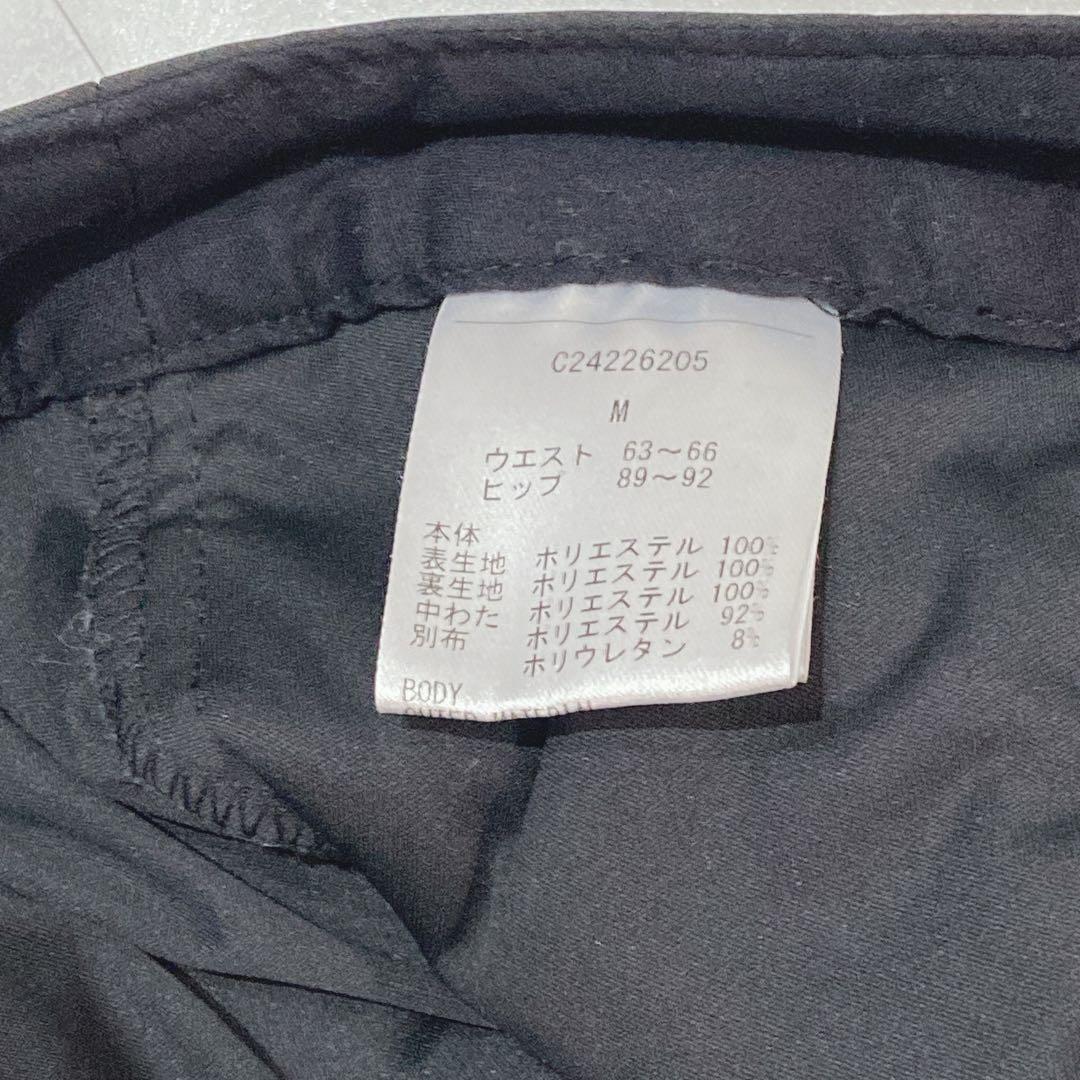 C24226205
M
ウエスト 63～66
ヒップ 89～92
本体
表生地 ポリエステル 100%
裏生地 ポリエステル 100%
中わた ポリエステル 100%
別布 ポリエステル 92%
ポリウレタン 8%
BODY